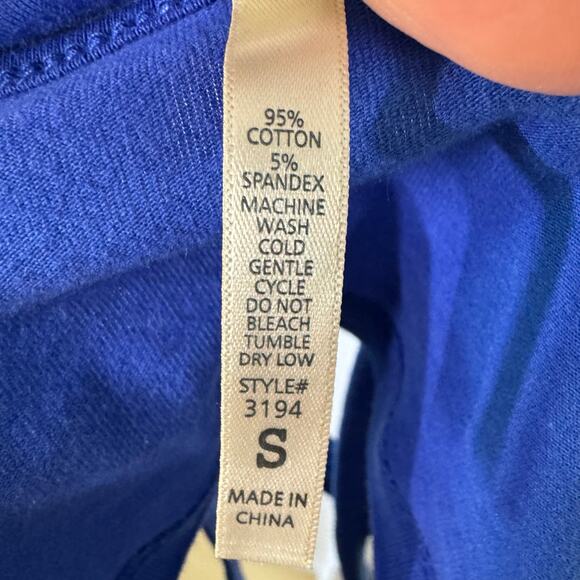 95%
COTTON
5%
SPANDEX
MACHINE
WASH
COLD
GENTLE
CYCLE
DO NOT
BLEACH
TUMBLE
DRY LOW
STYLE#
3194
S
MADE IN
CHINA